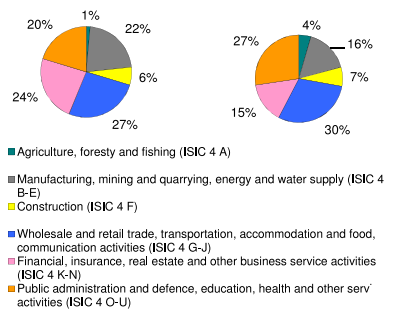 1%
20%
22%
6%
24%
27%
4%
27%
16%
7%
15%
30%
Agriculture, foresty and fishing (ISIC 4 A)
Manufacturing, mining and quarrying, energy and water supply (ISIC 4
B-E)
Construction (ISIC 4 F)
Wholesale and retail trade, transportation, accommodation and food,
communication activities (ISIC 4 G-J)
Financial, insurance, real estate and other business service activities
(ISIC 4 K-N)
Public administration and defence, education, health and other serv
activities (ISIC 4 O-U)